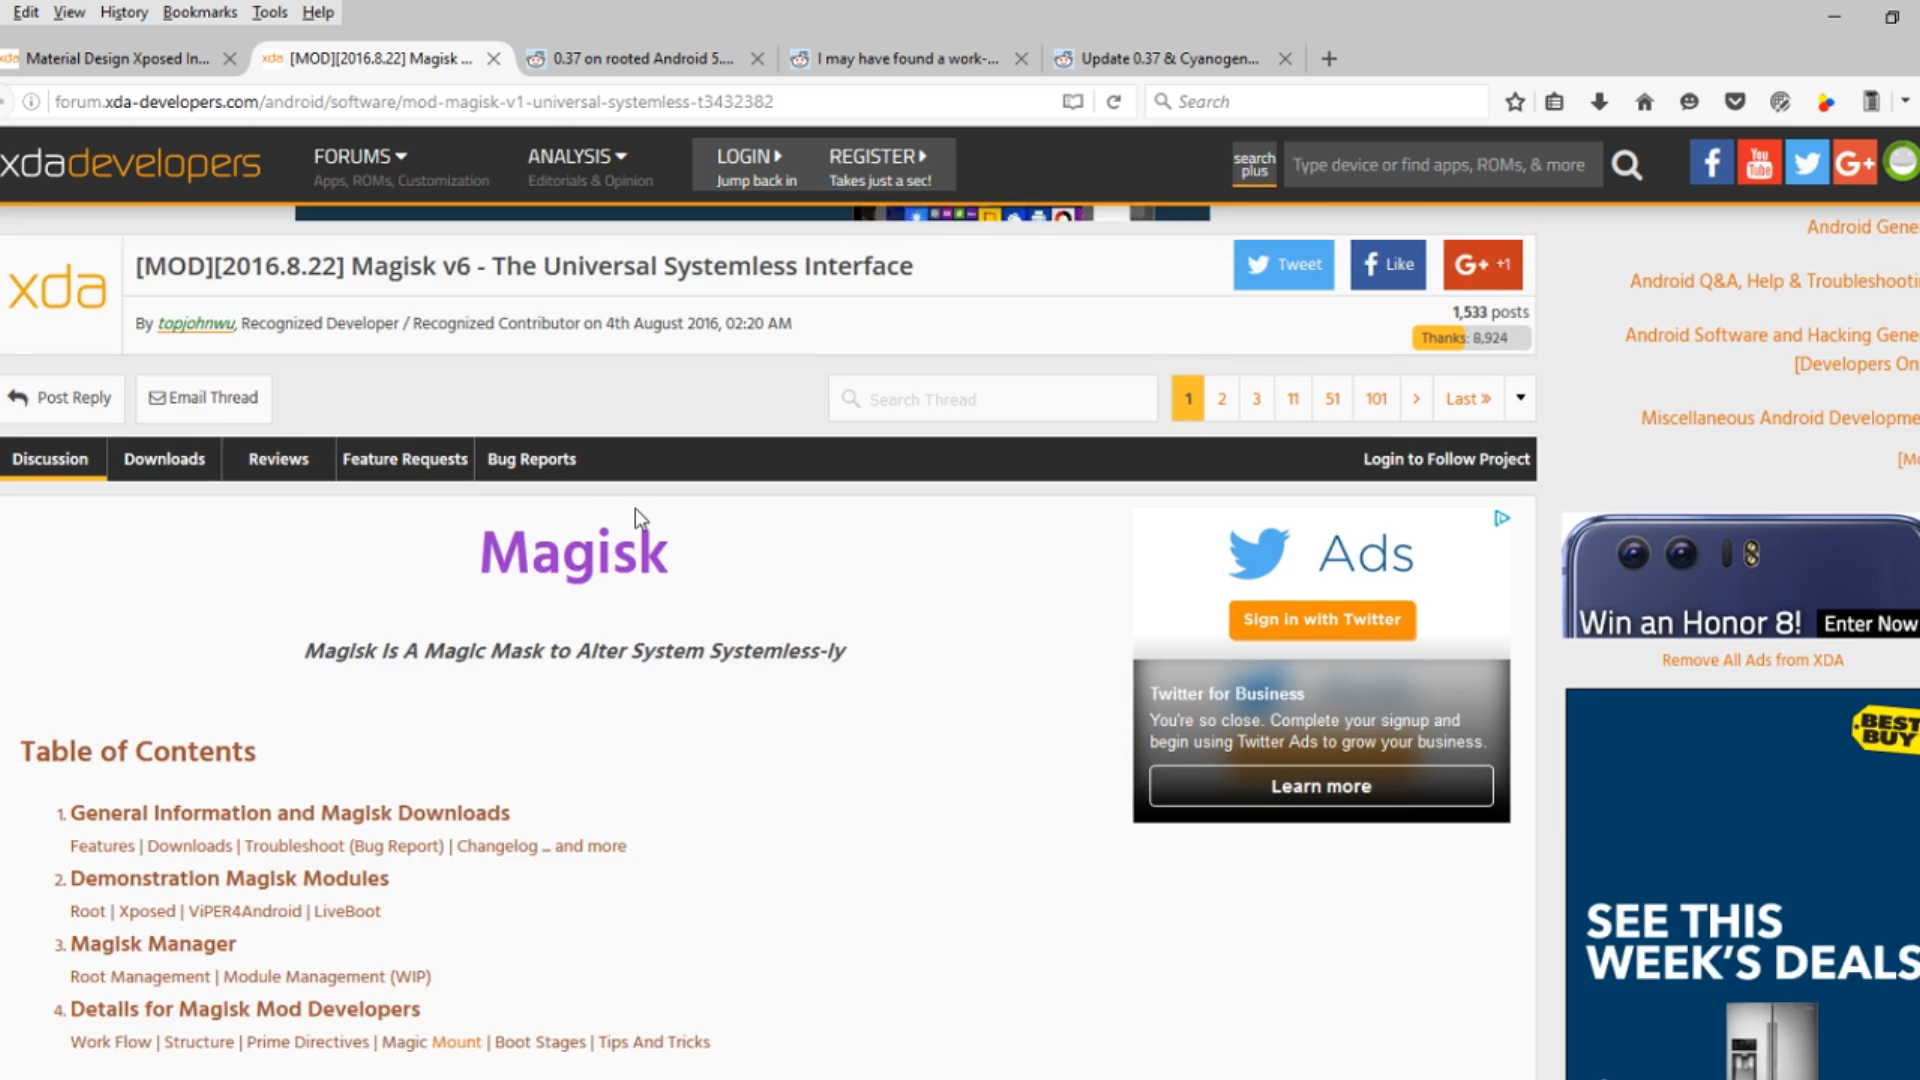 Edit View History Bookmarks Tools Help
Material Design Xposed In... [MOD][2016.8.22] Magisk ... 0.37 on rooted Android 5.... I may have found a work-... Update 0.37 & Cyanogen...
forum.xda-developers.com/android/software/mod-magisk-v1-universal-systemless-t3432382 Search
xdadevelopers
FORUMS
Apps, ROMs, Customization
ANALYSIS
Editorials & Opinion
LOGIN
Jump back in
REGISTER
Takes just a sec!
search
plus
Type device or find apps, ROMs, & more
f You Tube G+
xda
[MOD][2016.8.22] Magisk v6 - The Universal Systemless Interface
By topjohnwu, Recognized Developer / Recognized Contributor on 4th August 2016, 02:20 AM
Tweet
f Like
G+ +1
1,533 posts
Thanks: 8,924
Android Gene
Android Q&A, Help & Troubleshooti
Android Software and Hacking Gene
[Developers On
Miscellaneous Android Developme
[Mo
Post Reply
Email Thread
Search Thread
1 2 3 11 51 101 > Last »
Discussion Downloads Reviews Feature Requests Bug Reports Login to Follow Project
Magisk
Magisk Is A Magic Mask to Alter System Systemless-ly
Table of Contents
1. General Information and Magisk Downloads
Features | Downloads | Troubleshoot (Bug Report) | Changelog ... and more
2. Demonstration Magisk Modules
Root | Xposed | ViPER4Android | LiveBoot
3. Magisk Manager
Root Management | Module Management (WIP)
4. Details for Magisk Mod Developers
Work Flow | Structure | Prime Directives | Magic Mount | Boot Stages | Tips And Tricks
Ads
Sign in with Twitter
Twitter for Business
You're so close. Complete your signup and
begin using Twitter Ads to grow your business.
Learn more
Win an Honor 8! Enter Now
Remove All Ads from XDA
BEST
BUY
SEE THIS
WEEK'S DEALS